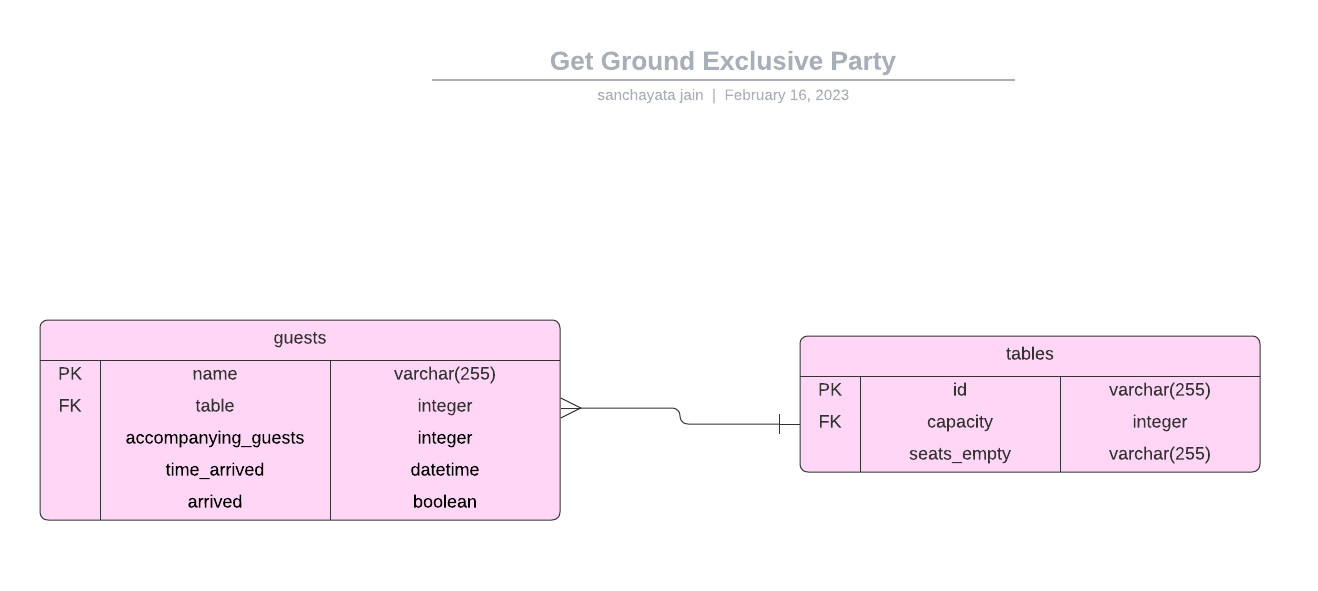 Get Ground Exclusive Party
sanchayata jain | February 16, 2023
guests
PK name varchar(255)
FK table integer
accompanying_guests integer
time_arrived datetime
arrived boolean
tables
PK id varchar(255)
FK capacity integer
seats_empty varchar(255)